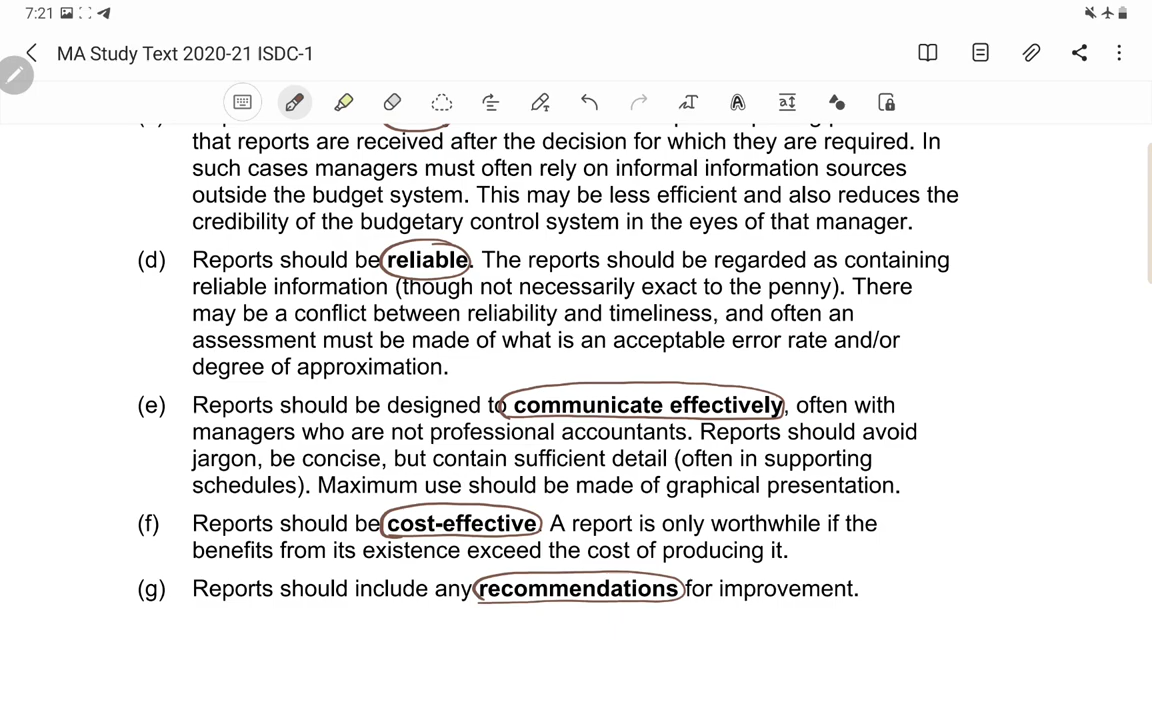 7:21
MA Study Text 2020-21 ISDC-1
that reports are received after the decision for which they are required. In
such cases managers must often rely on informal information sources
outside the budget system. This may be less efficient and also reduces the
credibility of the budgetary control system in the eyes of that manager.
(d) Reports should be reliable. The reports should be regarded as containing
reliable information (though not necessarily exact to the penny). There
may be a conflict between reliability and timeliness, and often an
assessment must be made of what is an acceptable error rate and/or
degree of approximation.
(e) Reports should be designed to communicate effectively, often with
managers who are not professional accountants. Reports should avoid
jargon, be concise, but contain sufficient detail (often in supporting
schedules). Maximum use should be made of graphical presentation.
(f) Reports should be cost-effective. A report is only worthwhile if the
benefits from its existence exceed the cost of producing it.
(g) Reports should include any recommendations for improvement.